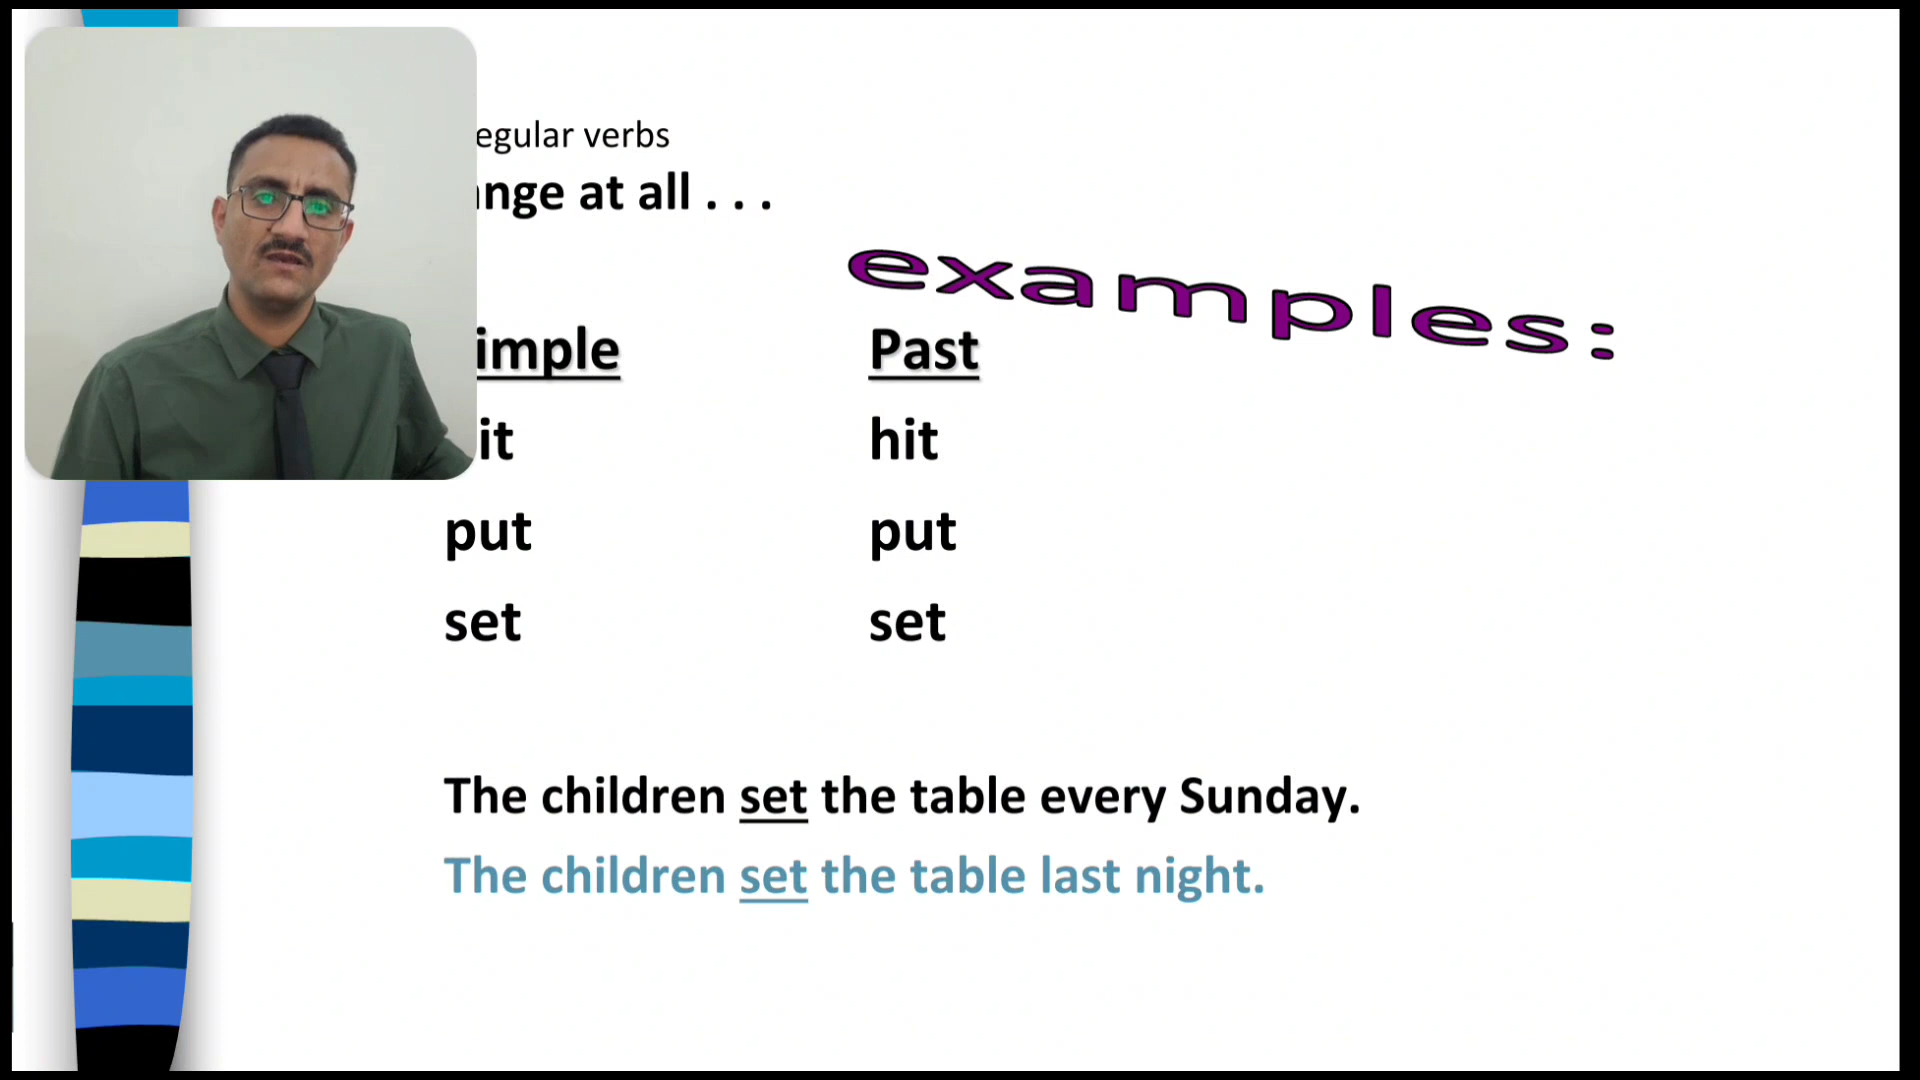 egular verbs
nge at all . . .
examples:
imple Past
it hit
put put
set set
The children set the table every Sunday.
The children set the table last night.